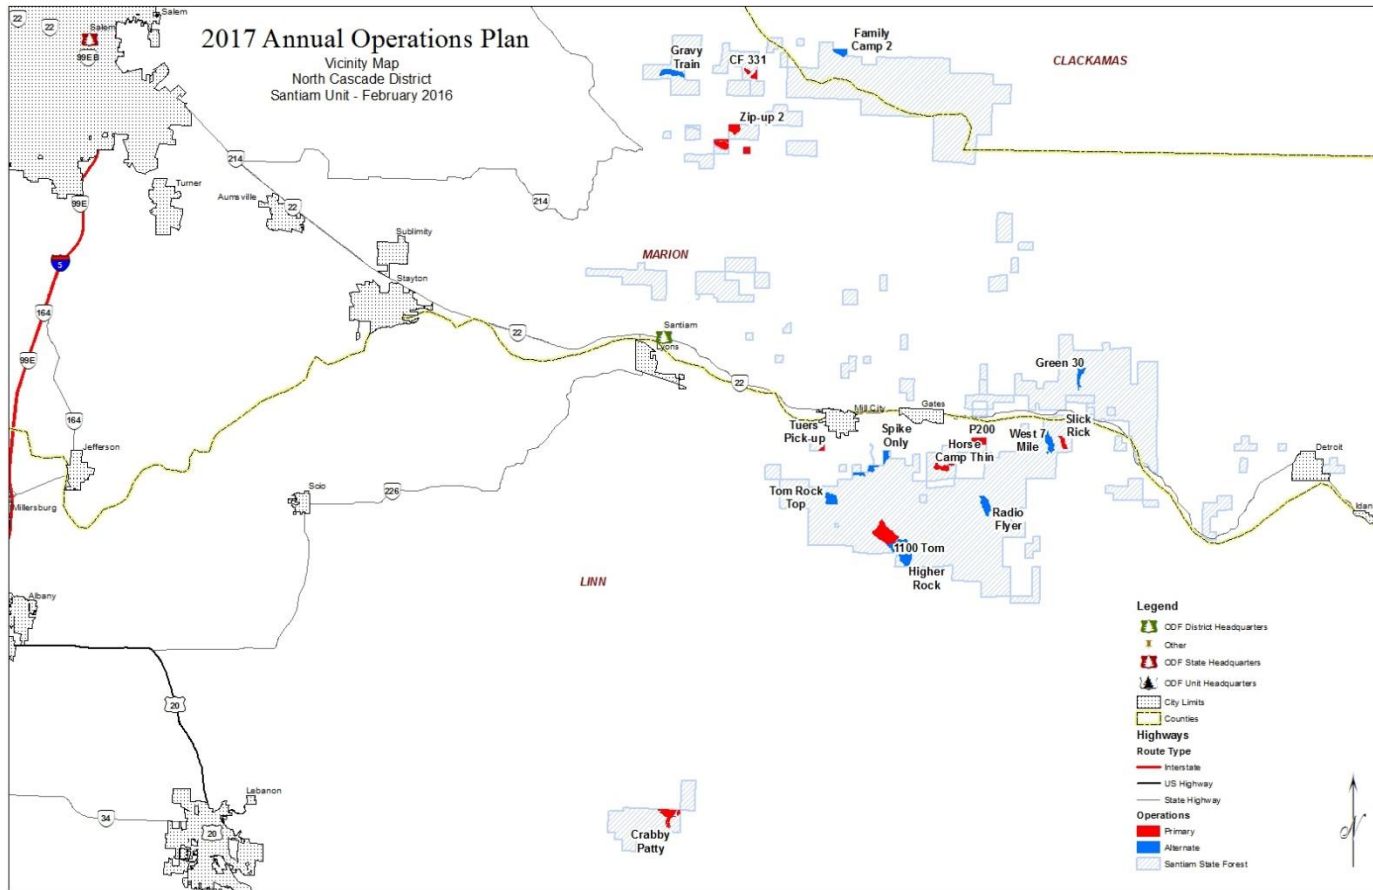 2017 Annual Operations Plan
Vicinity Map
North Cascade District
Santiam Unit - February 2016
22
22
Salem
Salem
99EB
Gravy
Train
CF 331
Family
Camp 2
CLACKAMAS
Zip-up 2
214
Turner
99E
Aumsville
22
214
Sublimity
MARION
5
Stayton
164
22
Santiam
Lyons
99E
22
Green 30
Mill City
Gates
164
Tuers
Pick-up
Spike
Only
P200
West 7
Mile
Slick
Rick
Jefferson
Horse
Camp Thin
Detroit
Scio
226
Tom Rock
Top
Millersburg
Radio
Flyer
Idan
1100 Tom
Higher
Rock
LINN
Albany
20
Lebanon
34
20
Crabby
Patty
Legend
ODF District Headquarters
Other
ODF State Headquarters
ODF Unit Headquarters
City Limits
Counties
Highways
Route Type
Interstate
US Highway
State Highway
Operations
Primary
Alternate
Santiam State Forest
N